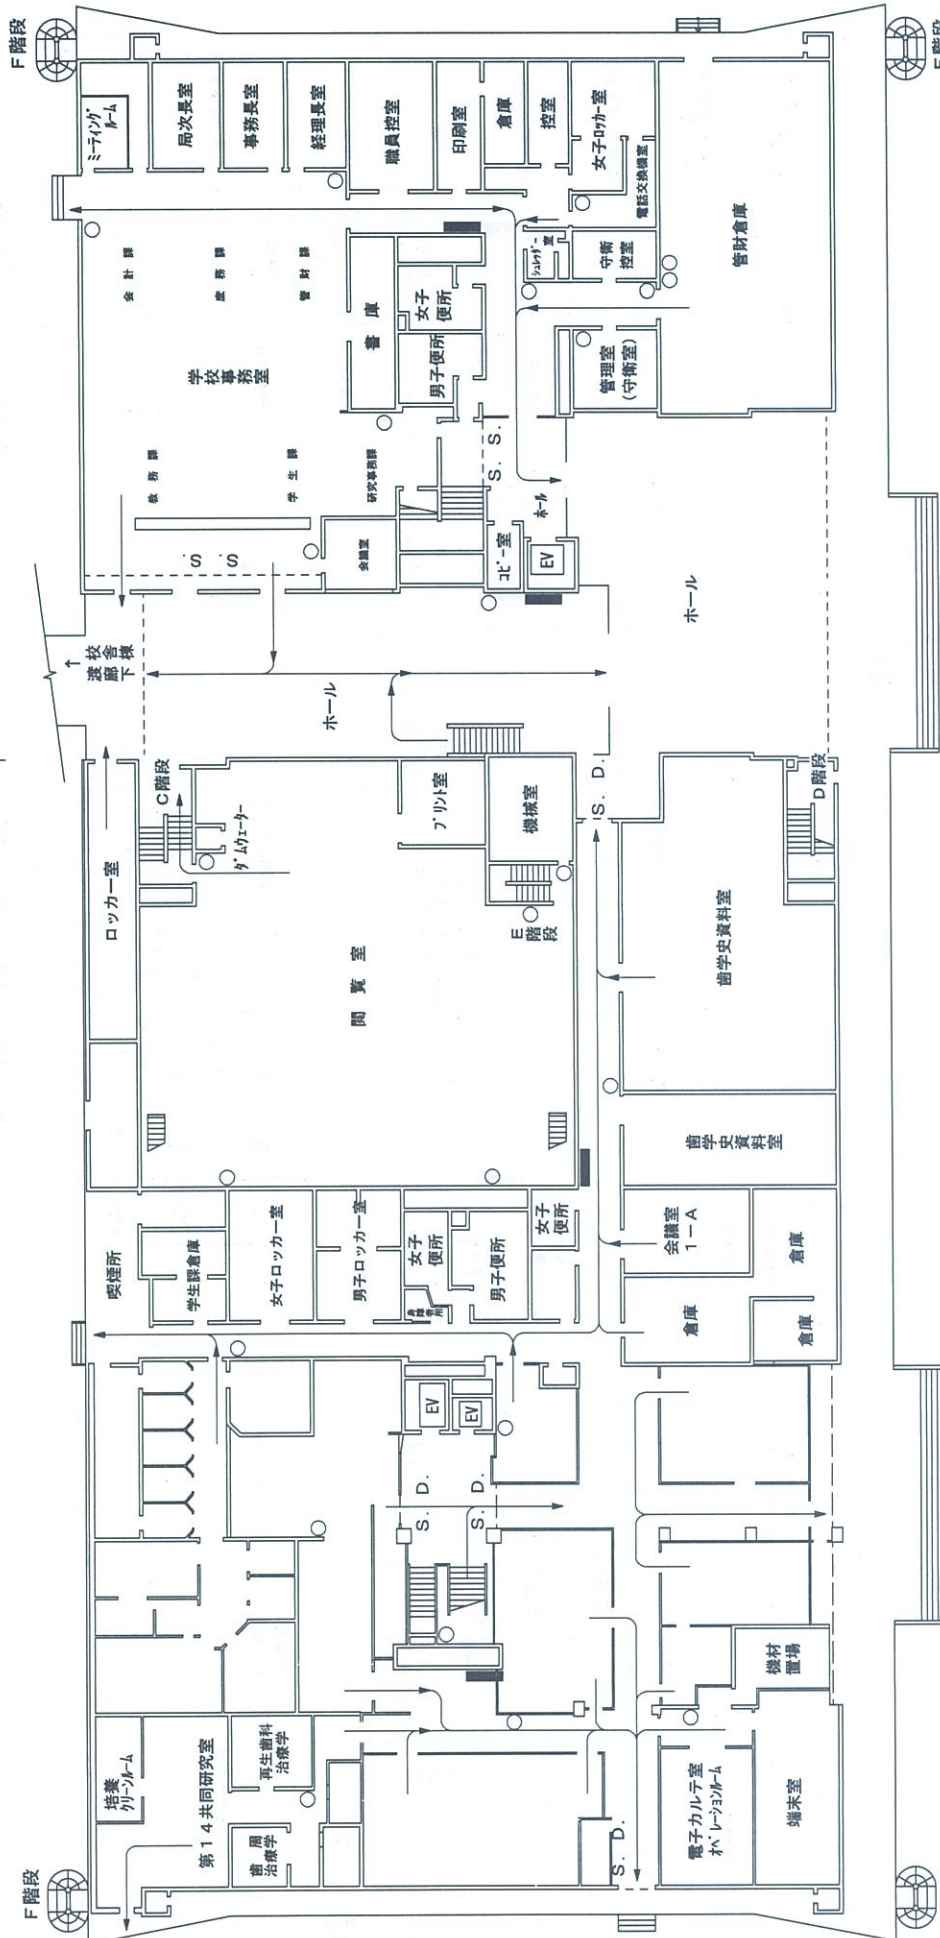 F階段
F階段
ミーティング
ルーム
局次長室
事務長室
経理長室
職員控室
印刷室
倉庫
控室
女子ロッカー室
電話交換機室
管財倉庫
会計課
庶務課
管財課
学校
事務室
書庫
女子
便所
男子便所
シュレッダー
室
守衛
控室
管理室
(守衛室)
教務課
学生課
研究事務課
S. S.
S. S.
会議室
コピー室
EV
ホール
ホール
ホール
↑
校舎棟
渡廊下
ロッカー室
C階段
ダムウェーター
プリント室
機械室
E
階段
S. D.
D階段
閲覧室
歯学史資料室
歯学史資料室
喫煙所
学生課倉庫
女子ロッカー室
男子ロッカー室
女子
便所
身障者用
男子便所
女子
便所
会議室
1-A
倉庫
倉庫
倉庫
EV
EV
S. D.
S. D.
培養
クリーンルーム
第14共同研究室
再生歯科
治療学
歯周
治療学
S. D.
機材
置場
電子カルテ室
オペレーションルーム
端末室
F階段